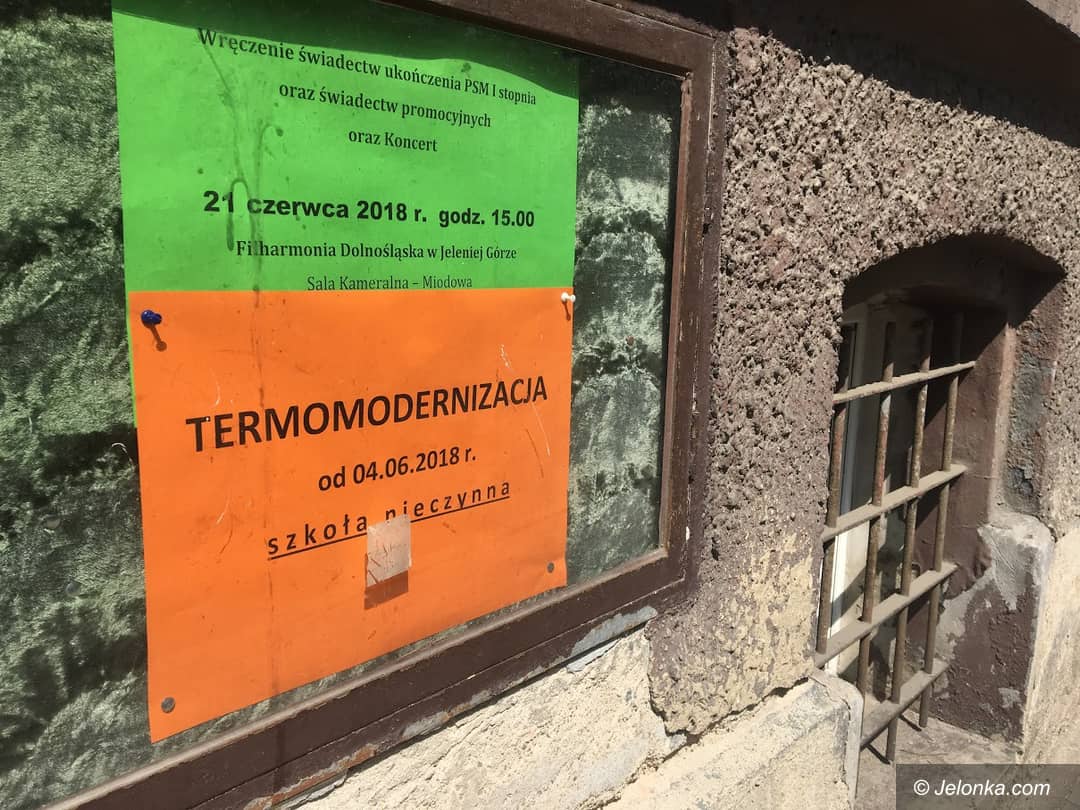 Wręczenie świadectw ukończenia PSM I stopnia
oraz świadectw promocyjnych
oraz Koncert
21 czerwca 2018 r. godz. 15.00
Filharmonia Dolnośląska w Jeleniej Górze
Sala Kameralna – Miodowa
TERMOMODERNIZACJA
od 04.06.2018 r.
szkoła nieczynna
© Jelonka.com